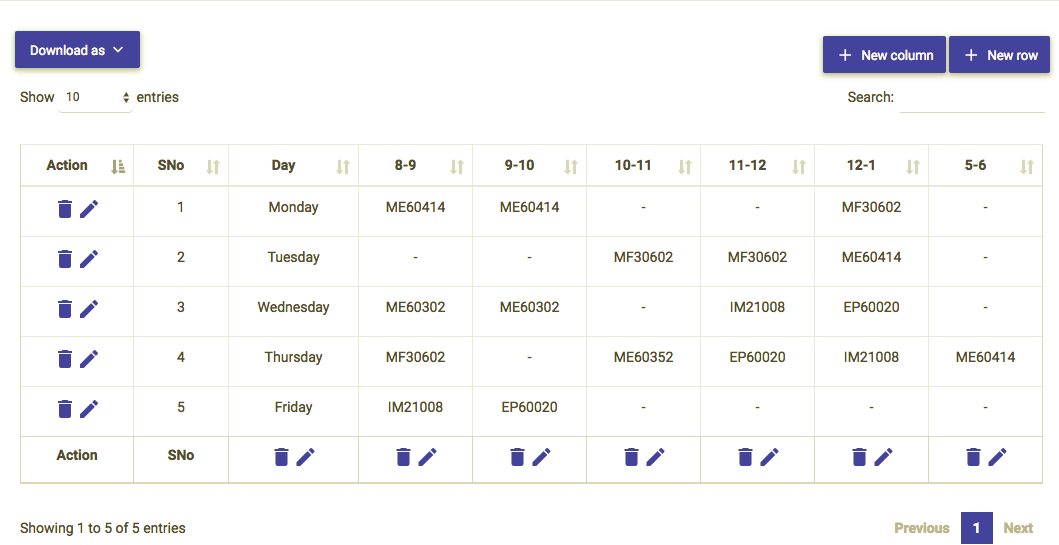 Download as
New column New row
Show 10 entries Search:
Action SNo Day 8-9 9-10 10-11 11-12 12-1 5-6
1 Monday ME60414 ME60414 - - MF30602 -
2 Tuesday - - MF30602 MF30602 ME60414 -
3 Wednesday ME60302 ME60302 - IM21008 EP60020 -
4 Thursday MF30602 - ME60352 EP60020 IM21008 ME60414
5 Friday IM21008 EP60020 - - - -
Action SNo
Showing 1 to 5 of 5 entries Previous 1 Next